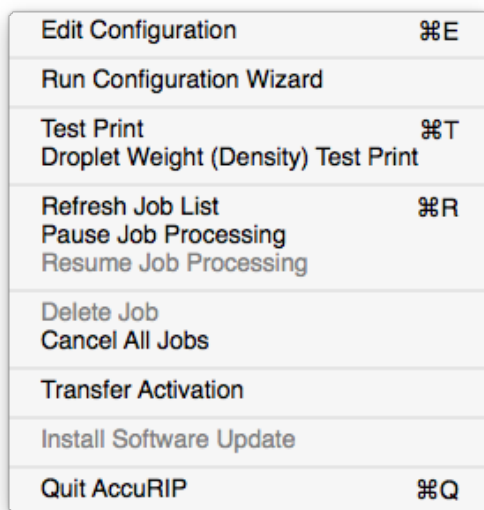 Edit Configuration ⌘E
Run Configuration Wizard
Test Print ⌘T
Droplet Weight (Density) Test Print
Refresh Job List ⌘R
Pause Job Processing
Resume Job Processing
Delete Job
Cancel All Jobs
Transfer Activation
Install Software Update
Quit AccuRIP ⌘Q